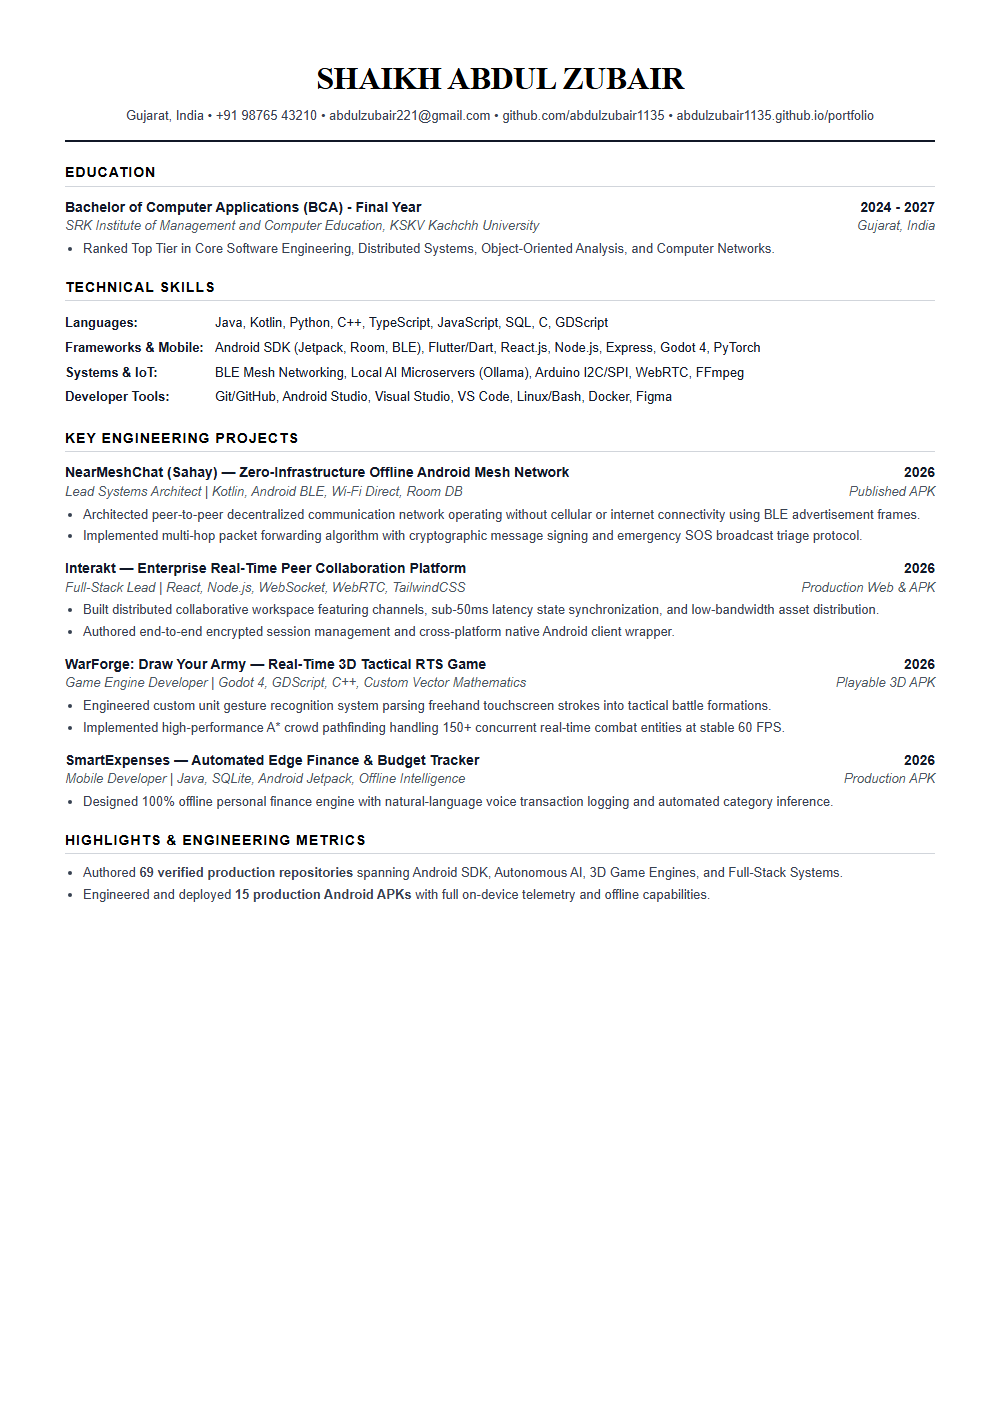 SHAIKH ABDUL ZUBAIR
Gujarat, India • +91 98765 43210 • abdulzubair221@gmail.com • github.com/abdulzubair1135 • abdulzubair1135.github.io/portfolio
EDUCATION
Bachelor of Computer Applications (BCA) - Final Year 2024 - 2027
SRK Institute of Management and Computer Education, KSKV Kachchh University Gujarat, India
• Ranked Top Tier in Core Software Engineering, Distributed Systems, Object-Oriented Analysis, and Computer Networks.
TECHNICAL SKILLS
Languages: Java, Kotlin, Python, C++, TypeScript, JavaScript, SQL, C, GDScript
Frameworks & Mobile: Android SDK (Jetpack, Room, BLE), Flutter/Dart, React.js, Node.js, Express, Godot 4, PyTorch
Systems & IoT: BLE Mesh Networking, Local AI Microservers (Ollama), Arduino I2C/SPI, WebRTC, FFmpeg
Developer Tools: Git/GitHub, Android Studio, Visual Studio, VS Code, Linux/Bash, Docker, Figma
KEY ENGINEERING PROJECTS
NearMeshChat (Sahay) — Zero-Infrastructure Offline Android Mesh Network 2026
Lead Systems Architect | Kotlin, Android BLE, Wi-Fi Direct, Room DB Published APK
• Architected peer-to-peer decentralized communication network operating without cellular or internet connectivity using BLE advertisement frames.
• Implemented multi-hop packet forwarding algorithm with cryptographic message signing and emergency SOS broadcast triage protocol.
Interakt — Enterprise Real-Time Peer Collaboration Platform 2026
Full-Stack Lead | React, Node.js, WebSocket, WebRTC, TailwindCSS Production Web & APK
• Built distributed collaborative workspace featuring channels, sub-50ms latency state synchronization, and low-bandwidth asset distribution.
• Authored end-to-end encrypted session management and cross-platform native Android client wrapper.
WarForge: Draw Your Army — Real-Time 3D Tactical RTS Game 2026
Game Engine Developer | Godot 4, GDScript, C++, Custom Vector Mathematics Playable 3D APK
• Engineered custom unit gesture recognition system parsing freehand touchscreen strokes into tactical battle formations.
• Implemented high-performance A* crowd pathfinding handling 150+ concurrent real-time combat entities at stable 60 FPS.
SmartExpenses — Automated Edge Finance & Budget Tracker 2026
Mobile Developer | Java, SQLite, Android Jetpack, Offline Intelligence Production APK
• Designed 100% offline personal finance engine with natural-language voice transaction logging and automated category inference.
HIGHLIGHTS & ENGINEERING METRICS
• Authored 69 verified production repositories spanning Android SDK, Autonomous AI, 3D Game Engines, and Full-Stack Systems.
• Engineered and deployed 15 production Android APKs with full on-device telemetry and offline capabilities.